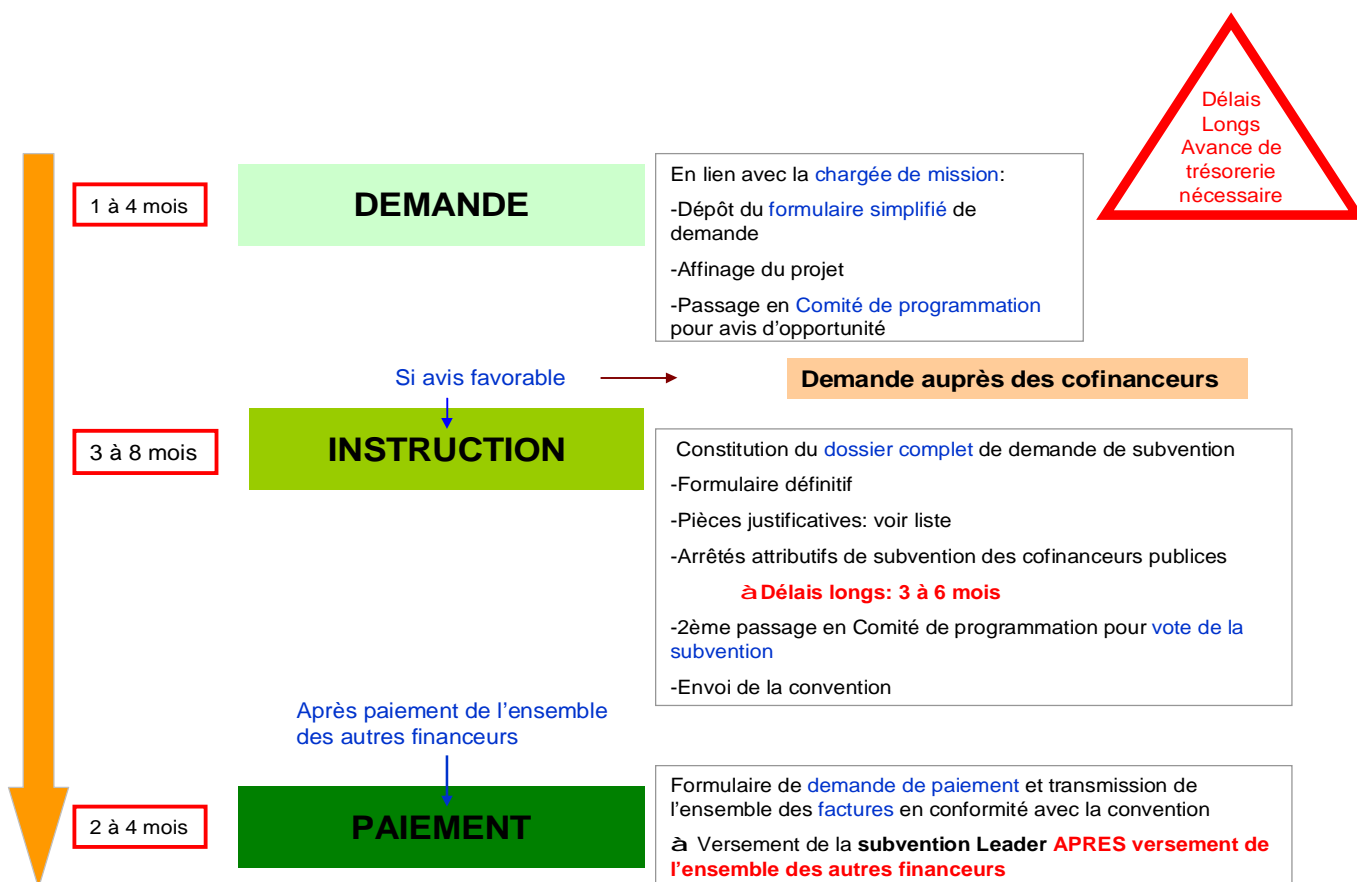 Délais
Longs
Avance de
trésorerie
nécessaire
1 à 4 mois
DEMANDE
En lien avec la chargée de mission:
-Dépôt du formulaire simplifié de
demande
-Affinage du projet
-Passage en Comité de programmation
pour avis d’opportunité
Si avis favorable
Demande auprès des cofinanceurs
3 à 8 mois
INSTRUCTION
Constitution du dossier complet de demande de subvention
-Formulaire définitif
-Pièces justificatives: voir liste
-Arrêtés attributifs de subvention des cofinanceurs publices
à Délais longs: 3 à 6 mois
-2ème passage en Comité de programmation pour vote de la
subvention
-Envoi de la convention
Après paiement de l’ensemble
des autres financeurs
2 à 4 mois
PAIEMENT
Formulaire de demande de paiement et transmission de
l’ensemble des factures en conformité avec la convention
à Versement de la subvention Leader APRES versement de
l’ensemble des autres financeurs